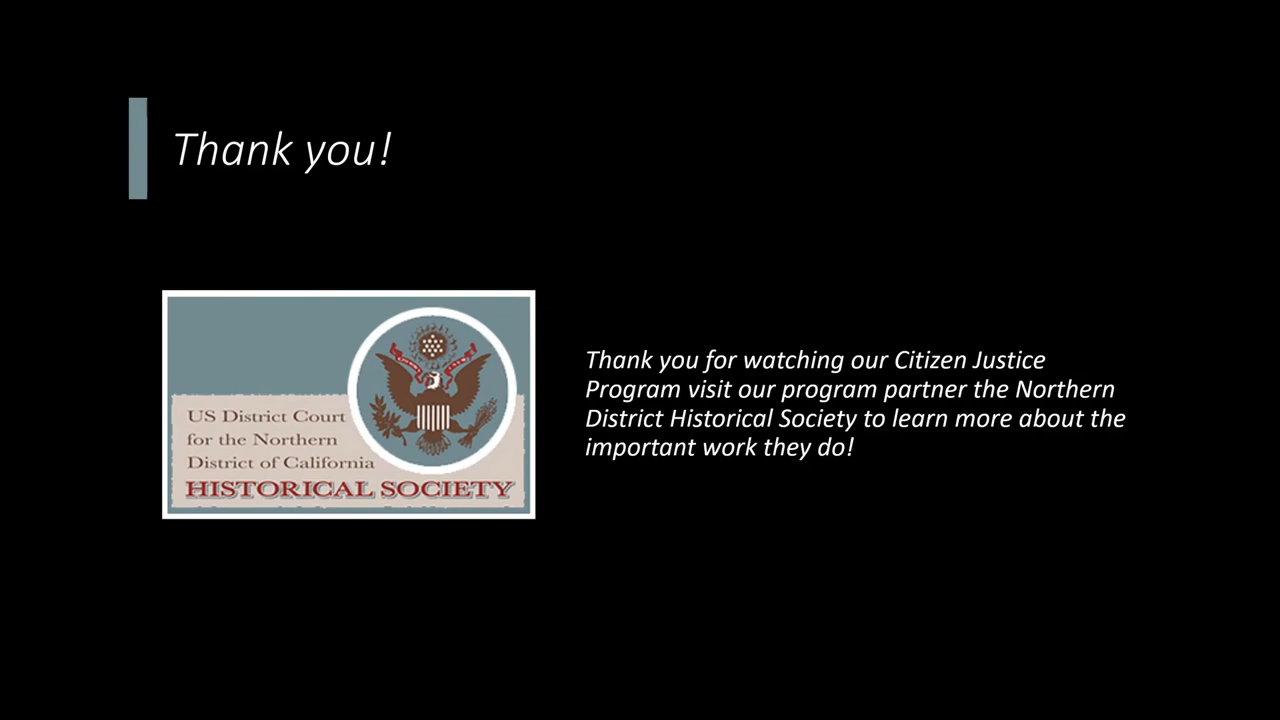 Thank you!
US District Court
for the Northern
District of California
HISTORICAL SOCIETY
Thank you for watching our Citizen Justice
Program visit our program partner the Northern
District Historical Society to learn more about the
important work they do!